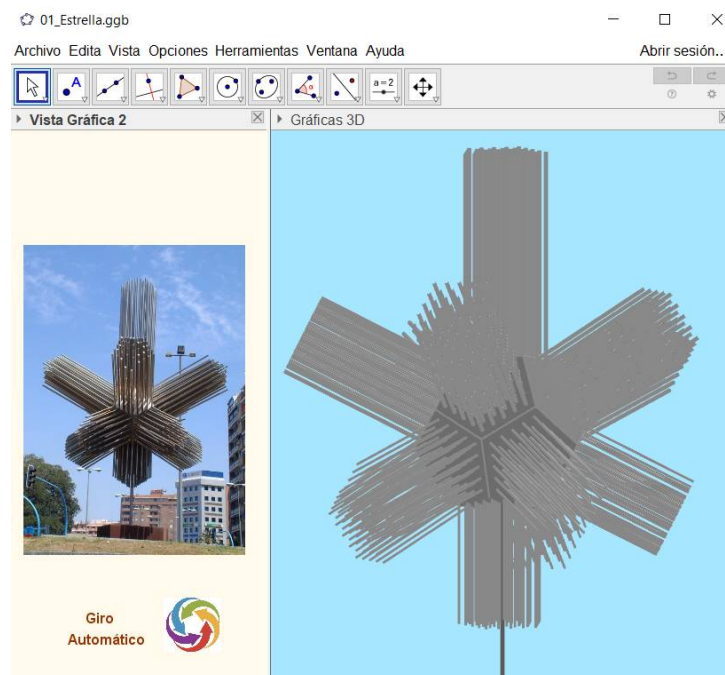 01_Estrella.ggb
Archivo Edita Vista Opciones Herramientas Ventana Ayuda Abrir sesión...
A
α
a=2
Vista Gráfica 2
Gráficas 3D
Giro
Automático